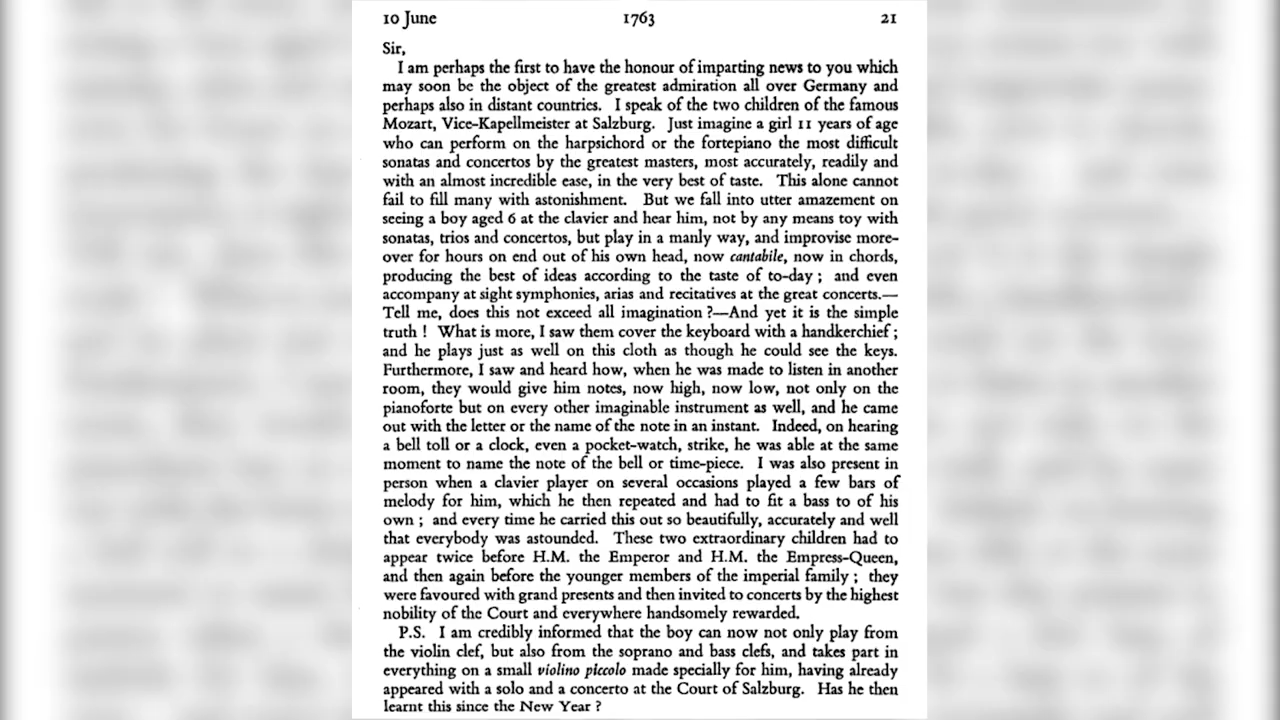 10 June 1763 21
Sir,
I am perhaps the first to have the honour of imparting news to you which
may soon be the object of the greatest admiration all over Germany and
perhaps also in distant countries. I speak of the two children of the famous
Mozart, Vice-Kapellmeister at Salzburg. Just imagine a girl 11 years of age
who can perform on the harpsichord or the fortepiano the most difficult
sonatas and concertos by the greatest masters, most accurately, readily and
with an almost incredible ease, in the very best of taste. This alone cannot
fail to fill many with astonishment. But we fall into utter amazement on
seeing a boy aged 6 at the clavier and hear him, not by any means toy with
sonatas, trios and concertos, but play in a manly way, and improvise more-
over for hours on end out of his own head, now cantabile, now in chords,
producing the best of ideas according to the taste of to-day ; and even
accompany at sight symphonies, arias and recitatives at the great concerts.—
Tell me, does this not exceed all imagination ?—And yet it is the simple
truth ! What is more, I saw them cover the keyboard with a handkerchief ;
and he plays just as well on this cloth as though he could see the keys.
Furthermore, I saw and heard how, when he was made to listen in another
room, they would give him notes, now high, now low, not only on the
pianoforte but on every other imaginable instrument as well, and he came
out with the letter or the name of the note in an instant. Indeed, on hearing
a bell toll or a clock, even a pocket-watch, strike, he was able at the same
moment to name the note of the bell or time-piece. I was also present in
person when a clavier player on several occasions played a few bars of
melody for him, which he then repeated and had to fit a bass to of his
own ; and every time he carried this out so beautifully, accurately and well
that everybody was astounded. These two extraordinary children had to
appear twice before H.M. the Emperor and H.M. the Empress-Queen,
and then again before the younger members of the imperial family ; they
were favoured with grand presents and then invited to concerts by the highest
nobility of the Court and everywhere handsomely rewarded.
P.S. I am credibly informed that the boy can now not only play from
the violin clef, but also from the soprano and bass clefs, and takes part in
everything on a small violino piccolo made specially for him, having already
appeared with a solo and a concerto at the Court of Salzburg. Has he then
learnt this since the New Year ?